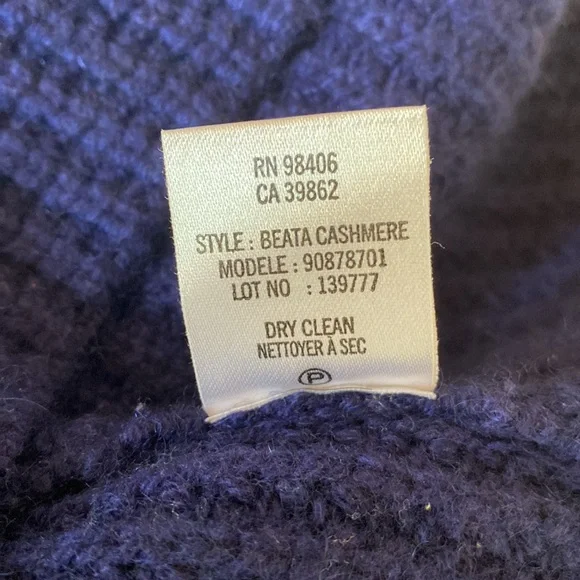 RN 98406
CA 39862
STYLE : BEATA CASHMERE
MODELE : 90878701
LOT NO : 139777
DRY CLEAN
NETTOYER À SEC
P